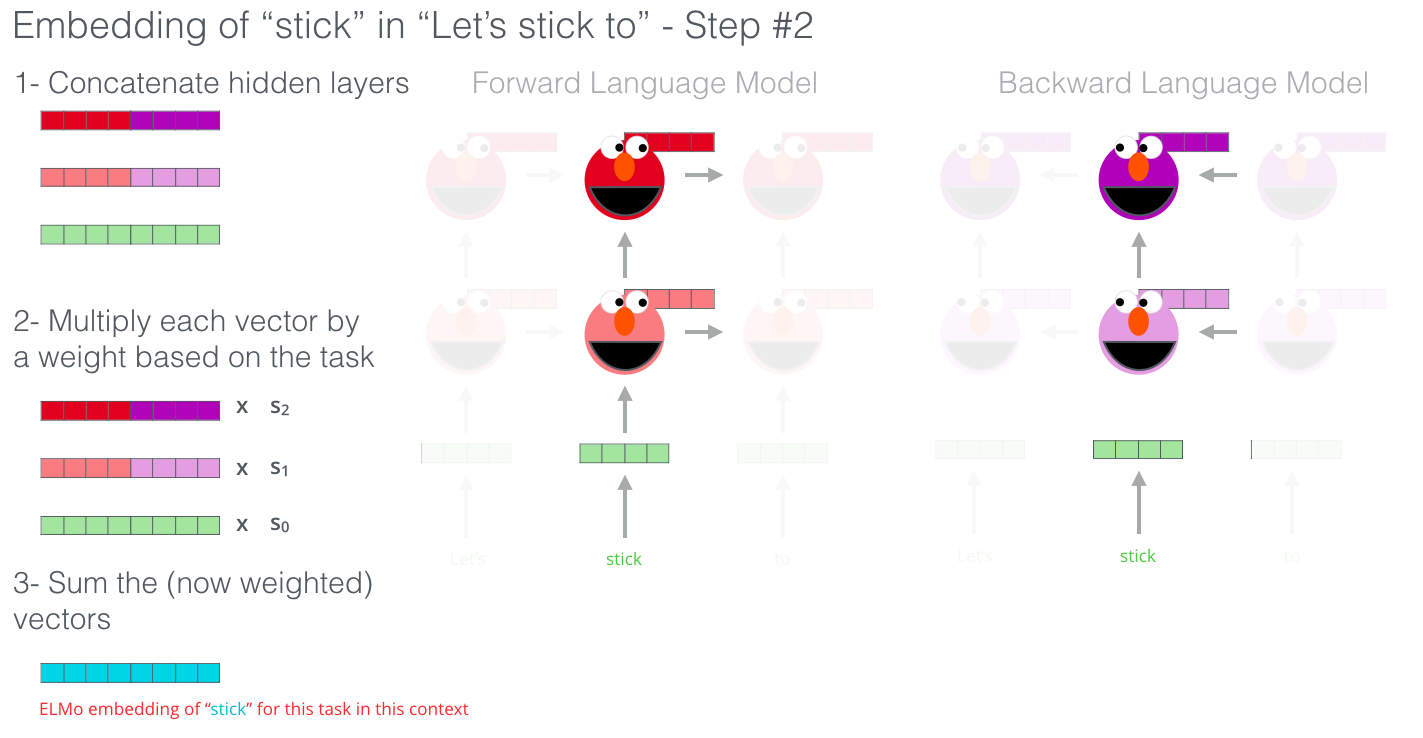 Embedding of “stick” in “Let’s stick to” - Step #2
1- Concatenate hidden layers
Forward Language Model
Backward Language Model
2- Multiply each vector by
a weight based on the task
x s2
x s1
x s0
Let's
stick
to
Let's
stick
to
3- Sum the (now weighted)
vectors
ELMo embedding of “stick” for this task in this context